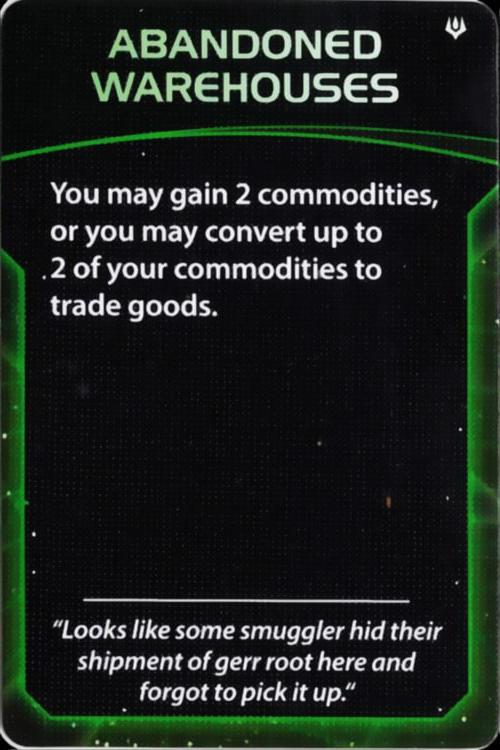 ABANDONED
WAREHOUSES
You may gain 2 commodities,
or you may convert up to
2 of your commodities to
trade goods.
“Looks like some smuggler hid their
shipment of gerr root here and
forgot to pick it up.“